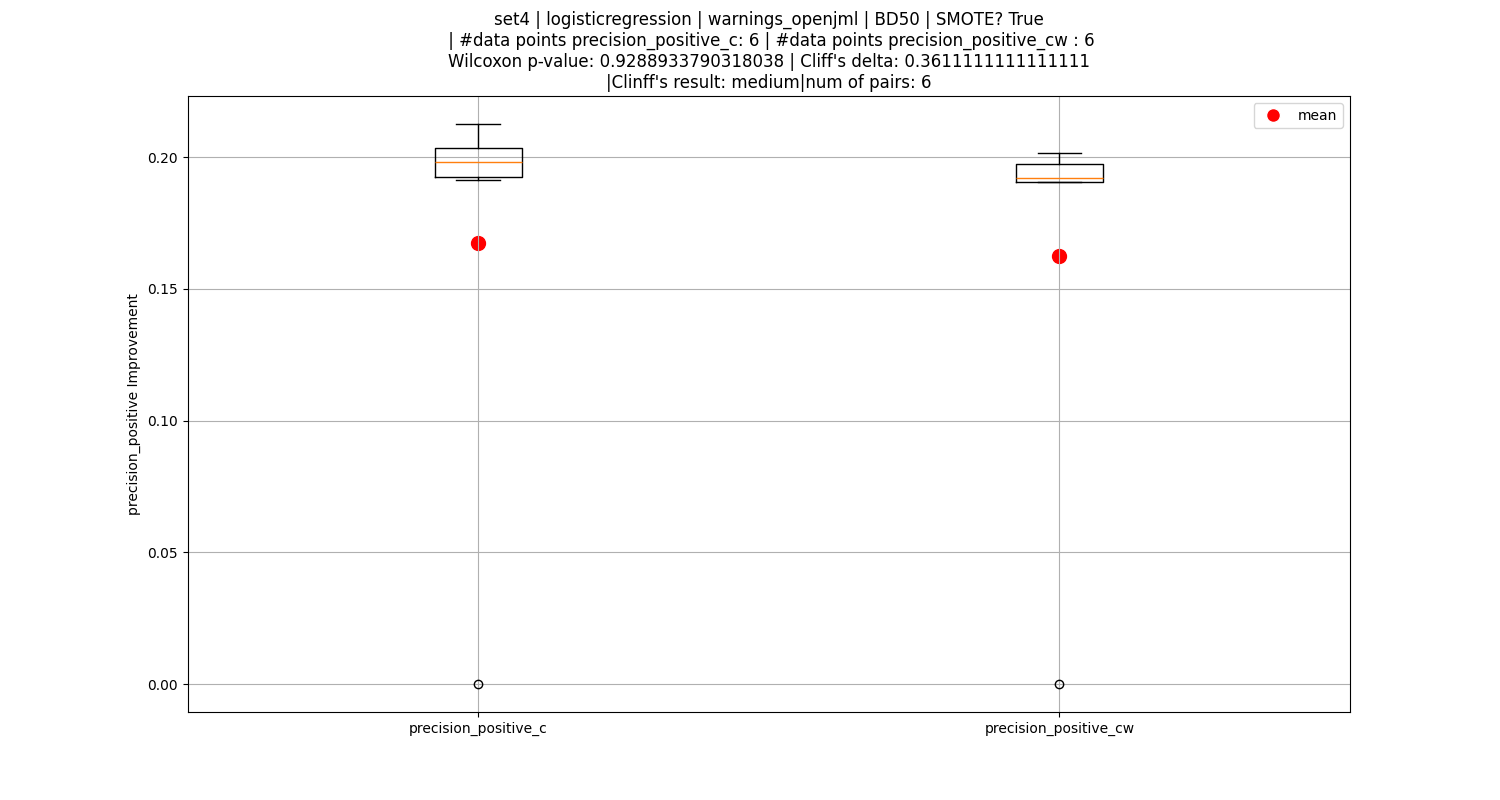 set4 | logisticregression | warnings_openjml | BD50 | SMOTE? True
| #data points precision_positive_c: 6 | #data points precision_positive_cw : 6
Wilcoxon p-value: 0.9288933790318038 | Cliff's delta: 0.3611111111111111
|Clinff's result: medium|num of pairs: 6
mean
0.20
0.15
0.10
0.05
0.00
precision_positive Improvement
precision_positive_c
precision_positive_cw